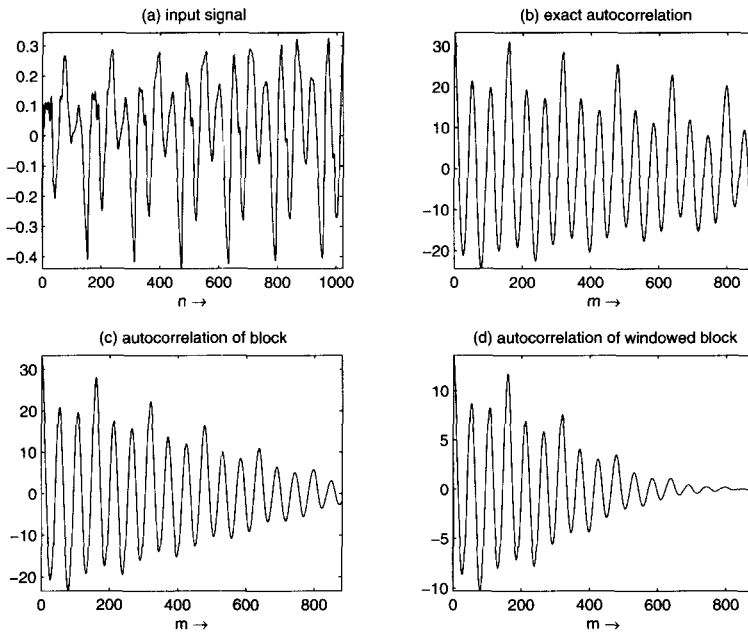 (a) input signal
0.3
0.2
0.1
0
−0.1
−0.2
−0.3
−0.4
0 200 400 600 800 1000
n →
(b) exact autocorrelation
30
20
10
0
−10
−20
0 200 400 600 800
m →
(c) autocorrelation of block
30
20
10
0
−10
−20
0 200 400 600 800
m →
(d) autocorrelation of windowed block
10
5
0
−5
−10
0 200 400 600 800
m →